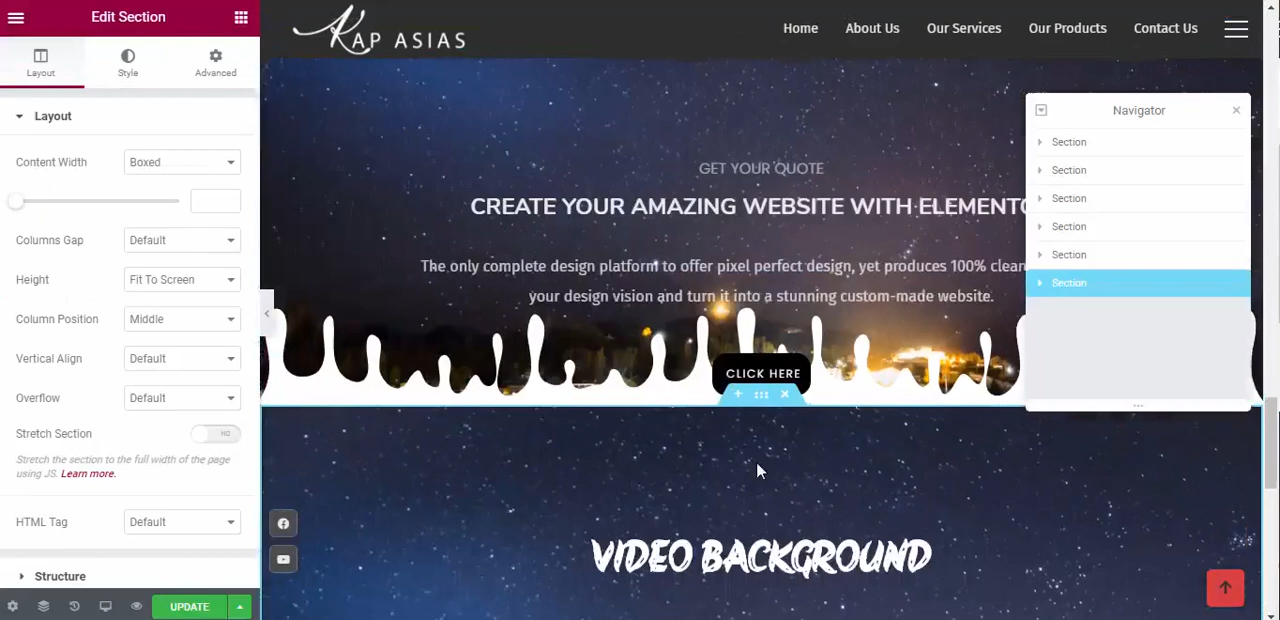 Edit Section
Layout
Style
Advanced
Layout
Content Width
Boxed
Columns Gap
Default
Height
Fit To Screen
Column Position
Middle
Vertical Align
Default
Overflow
Default
Stretch Section
NO
Stretch the section to the full width of the page
using JS. Learn more.
HTML Tag
Default
Structure
UPDATE
KAP ASIAS
Home
About Us
Our Services
Our Products
Contact Us
GET YOUR QUOTE
CREATE YOUR AMAZING WEBSITE WITH ELEMENTO
The only complete design platform to offer pixel perfect design, yet produces 100% clean
your design vision and turn it into a stunning custom-made website.
CLICK HERE
VIDEO BACKGROUND
Navigator
Section
Section
Section
Section
Section
Section